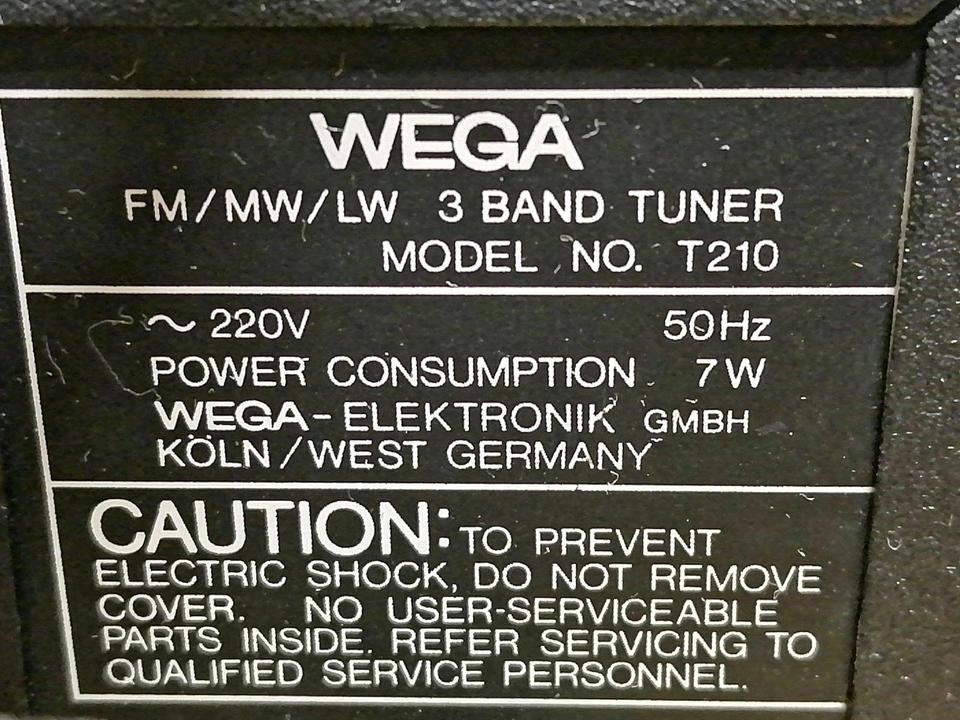 WEGA
FM/MW/LW 3 BAND TUNER
MODEL NO. T210
~ 220V 50Hz
POWER CONSUMPTION 7W
WEGA-ELEKTRONIK GMBH
KÖLN/WEST GERMANY
CAUTION: TO PREVENT
ELECTRIC SHOCK, DO NOT REMOVE
COVER. NO USER-SERVICEABLE
PARTS INSIDE. REFER SERVICING TO
QUALIFIED SERVICE PERSONNEL.